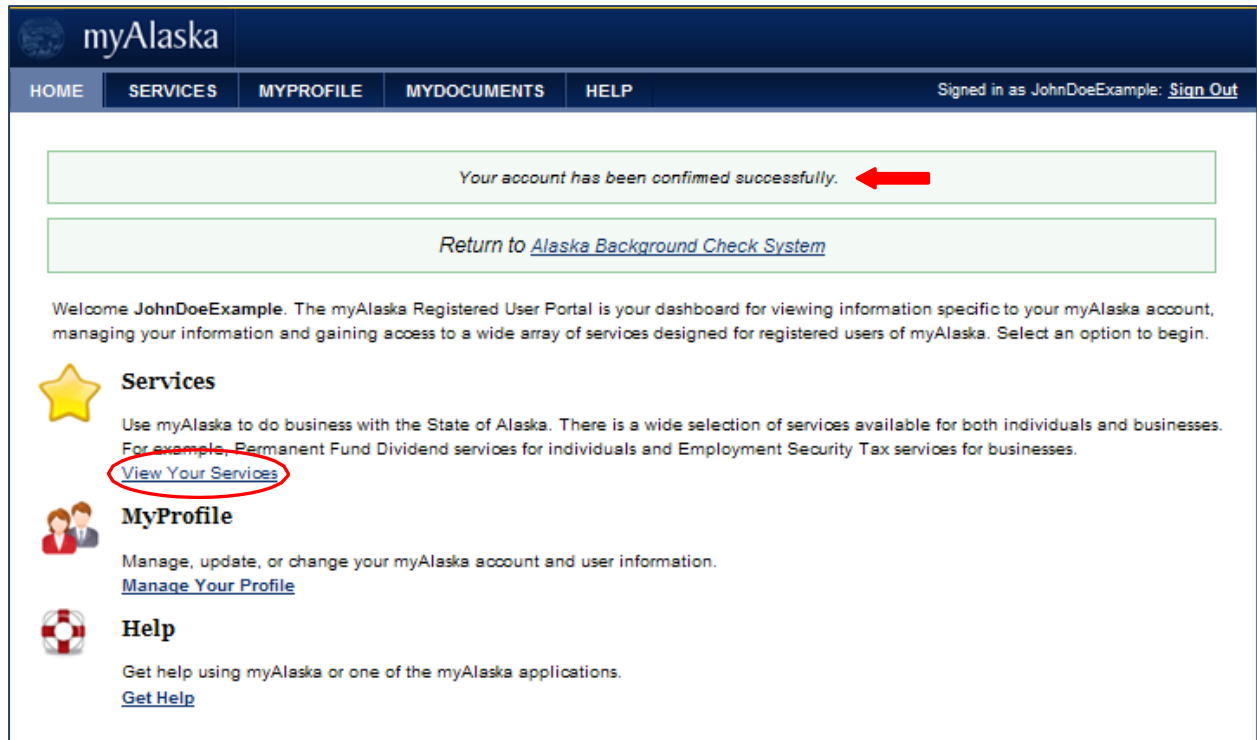 myAlaska
HOME SERVICES MYPROFILE MYDOCUMENTS HELP Signed in as JohnDoeExample: Sign Out
Your account has been confirmed successfully.
Return to Alaska Background Check System
Welcome JohnDoeExample. The myAlaska Registered User Portal is your dashboard for viewing information specific to your myAlaska account,
managing your information and gaining access to a wide array of services designed for registered users of myAlaska. Select an option to begin.
Services
Use myAlaska to do business with the State of Alaska. There is a wide selection of services available for both individuals and businesses.
For example, Permanent Fund Dividend services for individuals and Employment Security Tax services for businesses.
View Your Services
MyProfile
Manage, update, or change your myAlaska account and user information.
Manage Your Profile
Help
Get help using myAlaska or one of the myAlaska applications.
Get Help